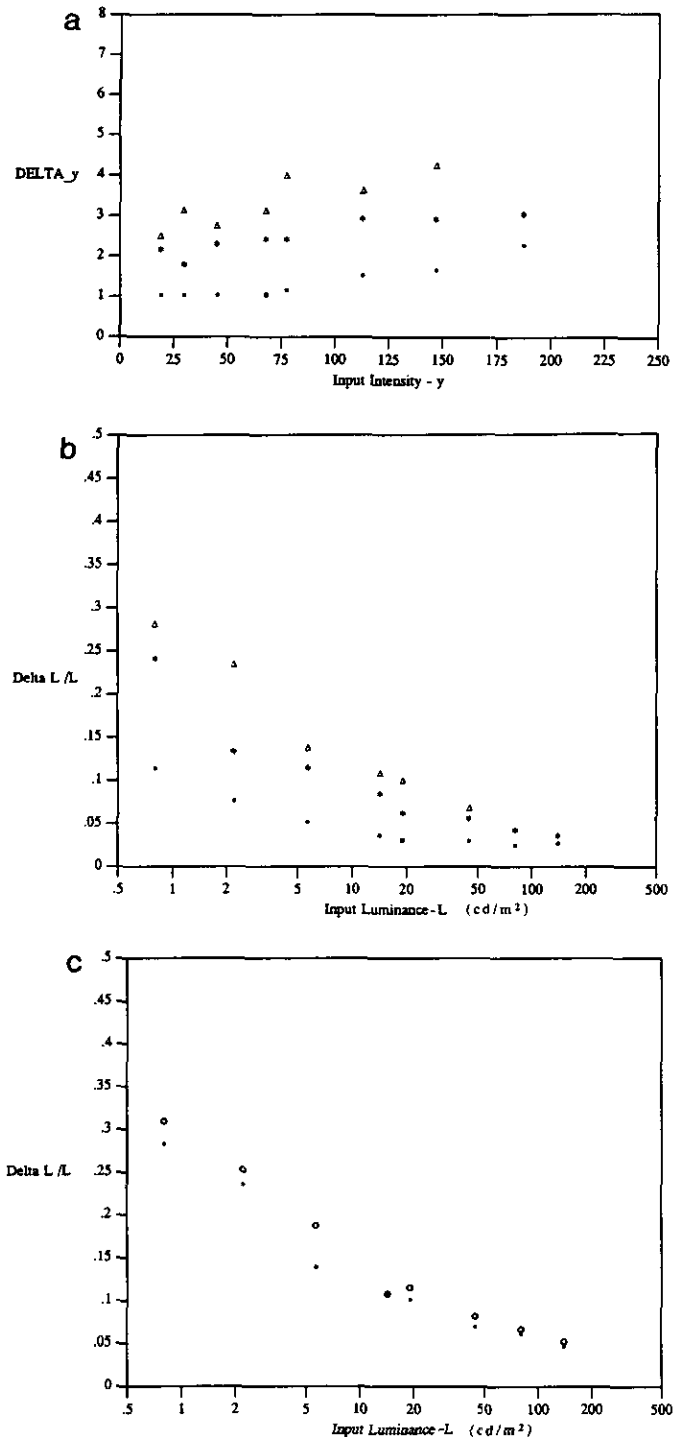 a
8
7
6
5
DELTA_y
4
3
2
1
0
0 25 50 75 100 125 150 175 200 225 250
Input Intensity - y
b
.5
.45
.4
.35
.3
.25
Delta L /L
.2
.15
.1
.05
0
.5 1 2 5 10 20 50 100 200 500
Input Luminance-L (cd/m²)
c
.5
.45
.4
.35
.3
Delta L /L
.25
.2
.15
.1
.05
0
.5 1 2 5 10 20 50 100 200 500
Input Luminance-L (cd/m²)